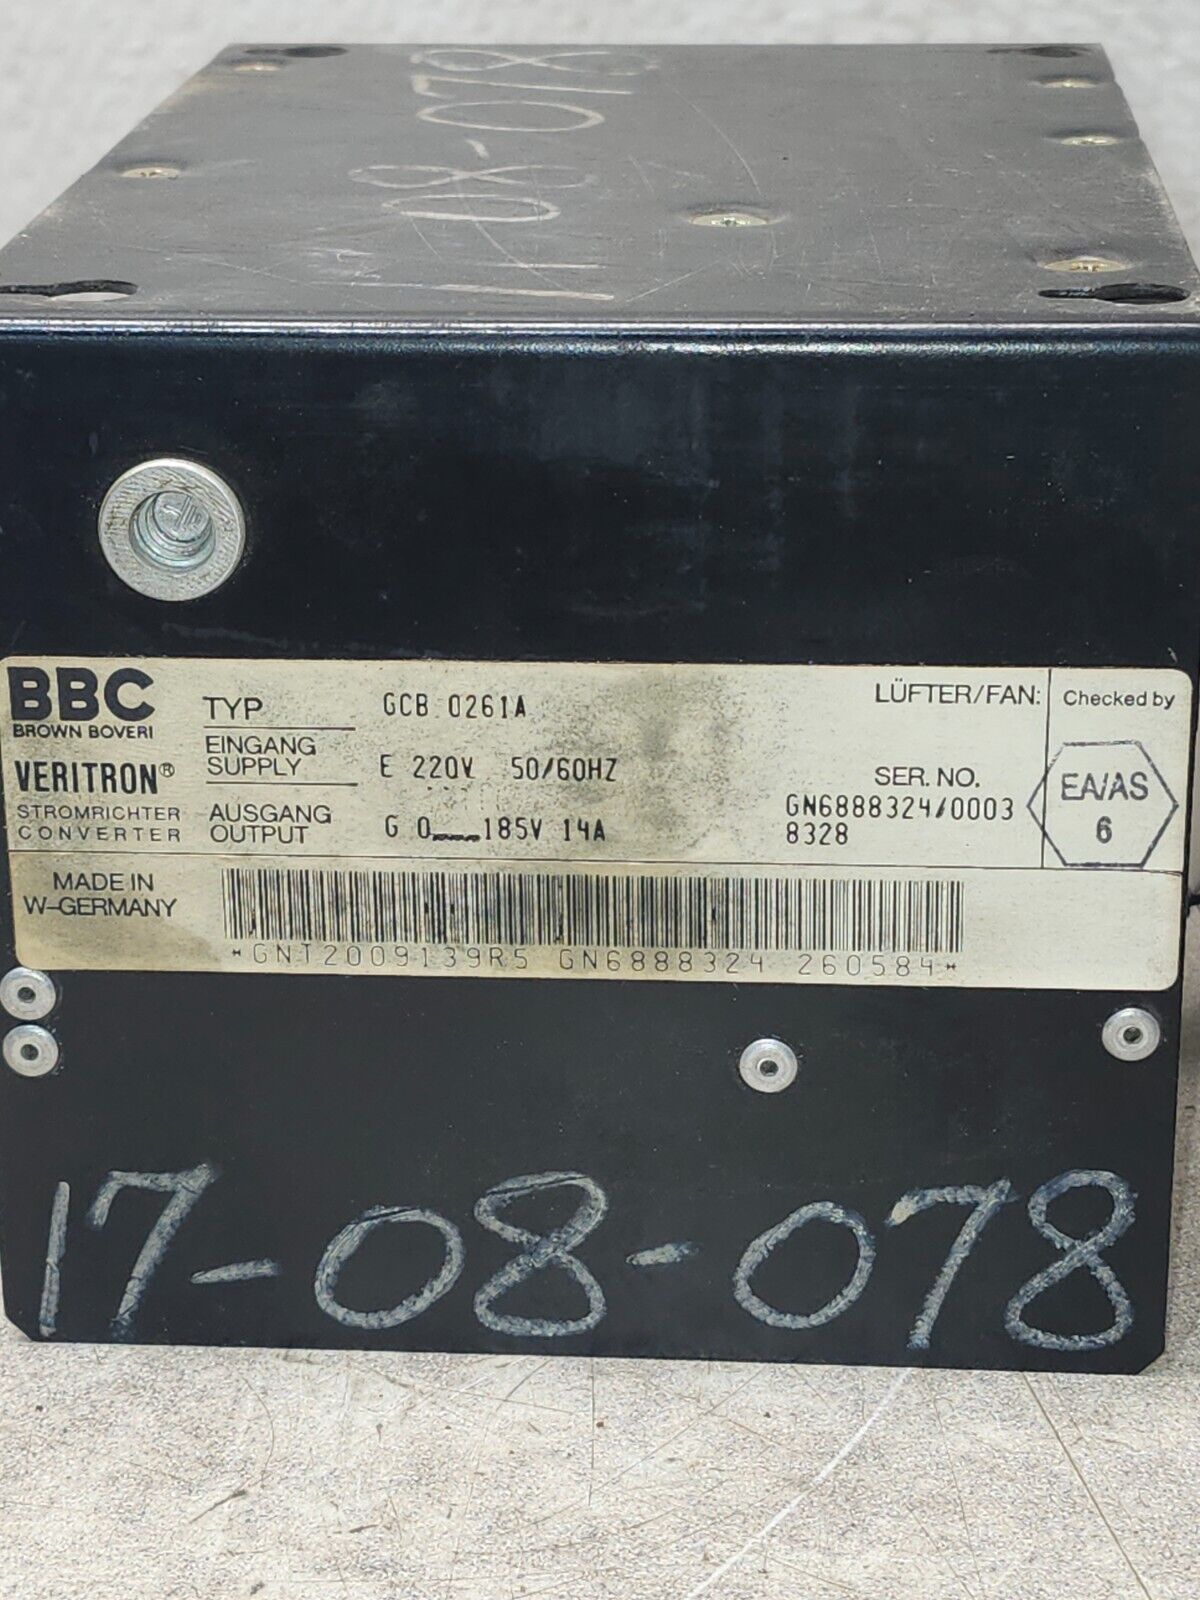 17-08-078
BBC
BROWN BOVERI
VERITRON®
STROMRICHTER
CONVERTER
TYP GCB 0261A
EINGANG
SUPPLY E 220V 50/60HZ
AUSGANG
OUTPUT G 0___185V 14A
LÜFTER/FAN:
SER. NO.
GN6888324/0003
8328
Checked by
EA/AS
6
MADE IN
W-GERMANY
*GNT2009139R5 GN6888324 260584*
17-08-078